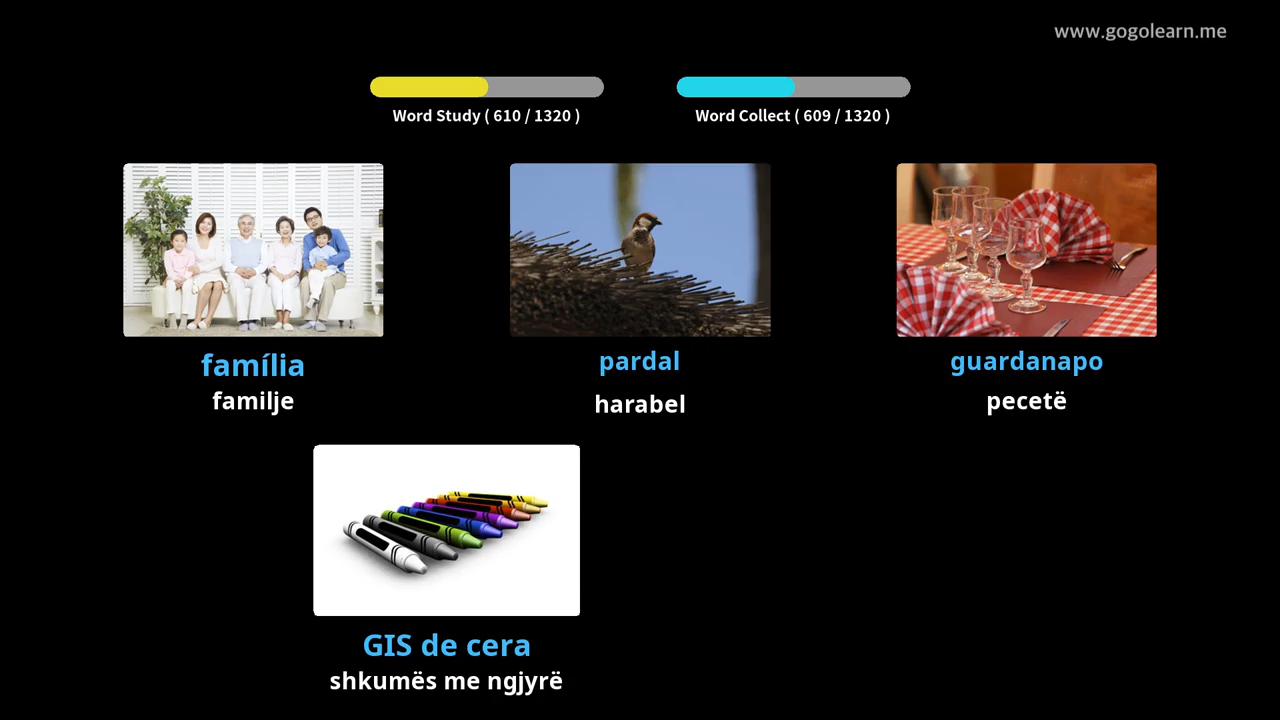 www.gogolearn.me
Word Study ( 610 / 1320 )
Word Collect ( 609 / 1320 )
família
familje
pardal
harabel
guardanapo
pecetë
GIS de cera
shkumës me ngjyrë